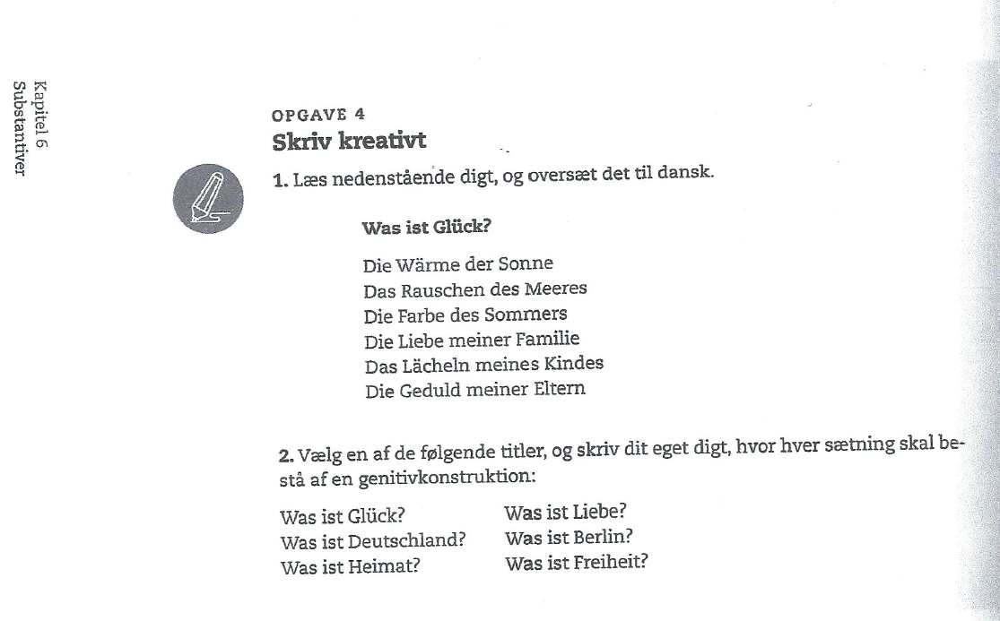 Kapitel 6
Substantiver
OPGAVE 4
Skriv kreativt
1. Læs nedenstående digt, og oversæt det til dansk.
Was ist Glück?
Die Wärme der Sonne
Das Rauschen des Meeres
Die Farbe des Sommers
Die Liebe meiner Familie
Das Lächeln meines Kindes
Die Geduld meiner Eltern
2. Vælg en af de følgende titler, og skriv dit eget digt, hvor hver sætning skal be-
stå af en genitivkonstruktion:
Was ist Glück?
Was ist Deutschland?
Was ist Heimat?
Was ist Liebe?
Was ist Berlin?
Was ist Freiheit?